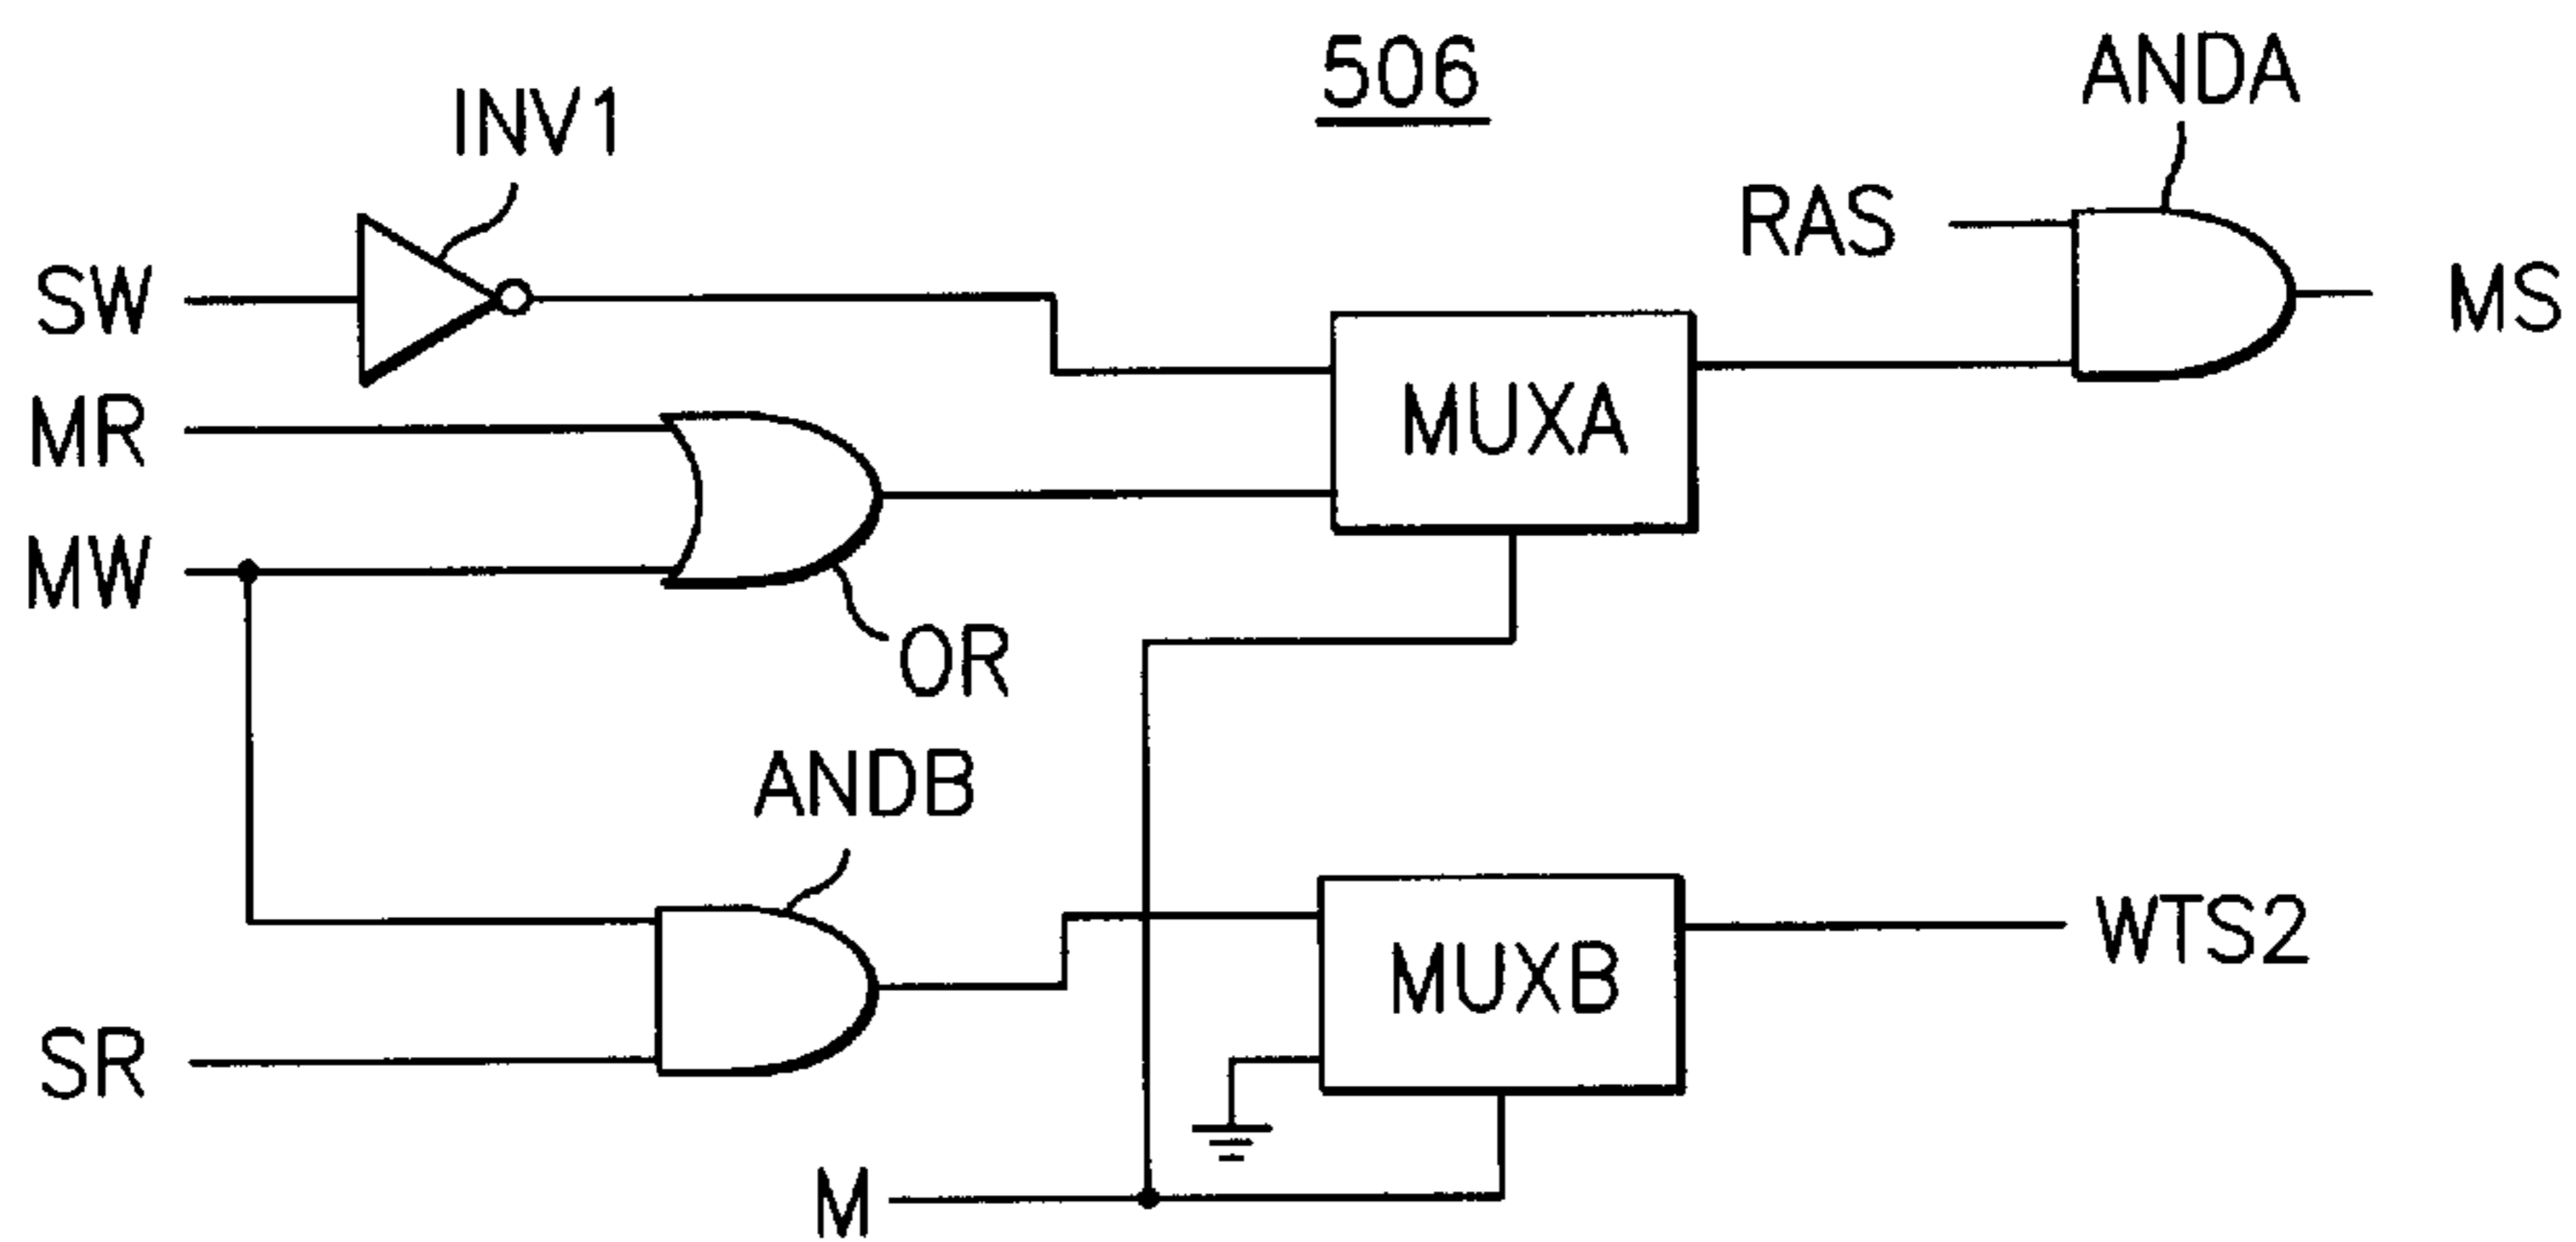 506
ANDA
INV1
RAS
SW
MS
MR
MUXA
MW
OR
ANDB
WTS2
MUXB
SR
M